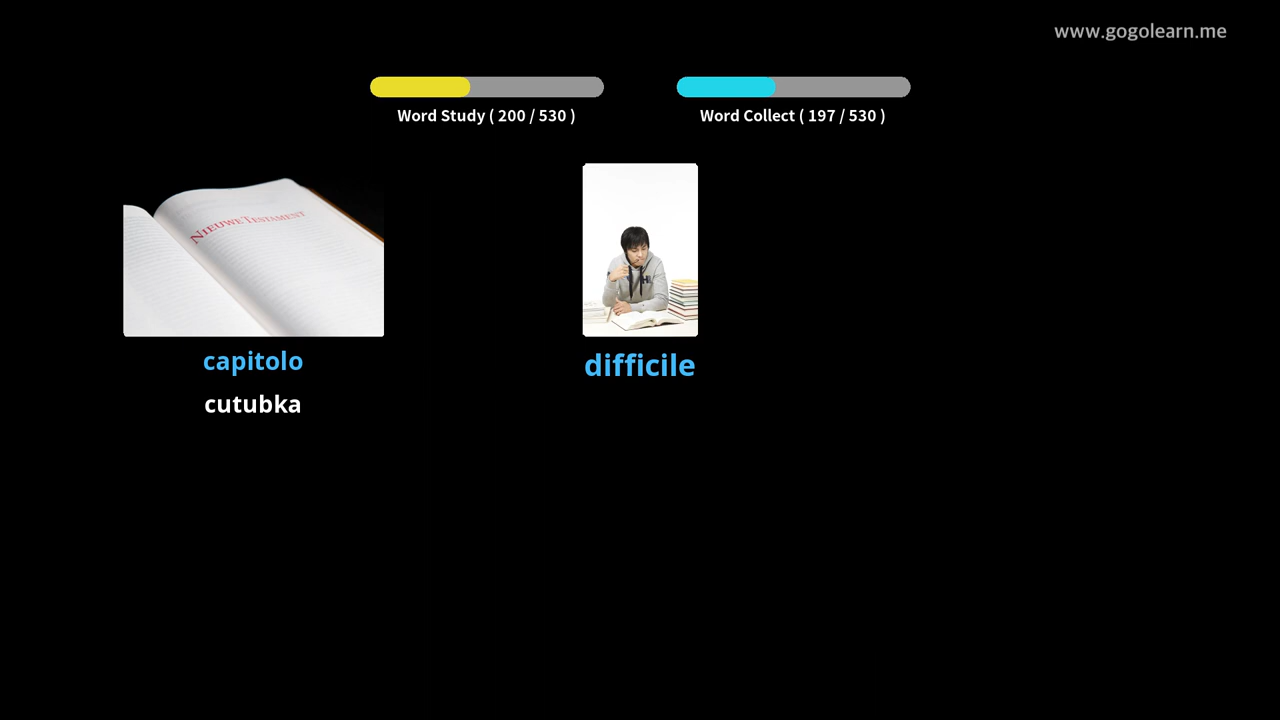 www.gogolearn.me
Word Study ( 200 / 530 )
Word Collect ( 197 / 530 )
NIEUWE TESTAMENT
capitolo
difficile
cutubka